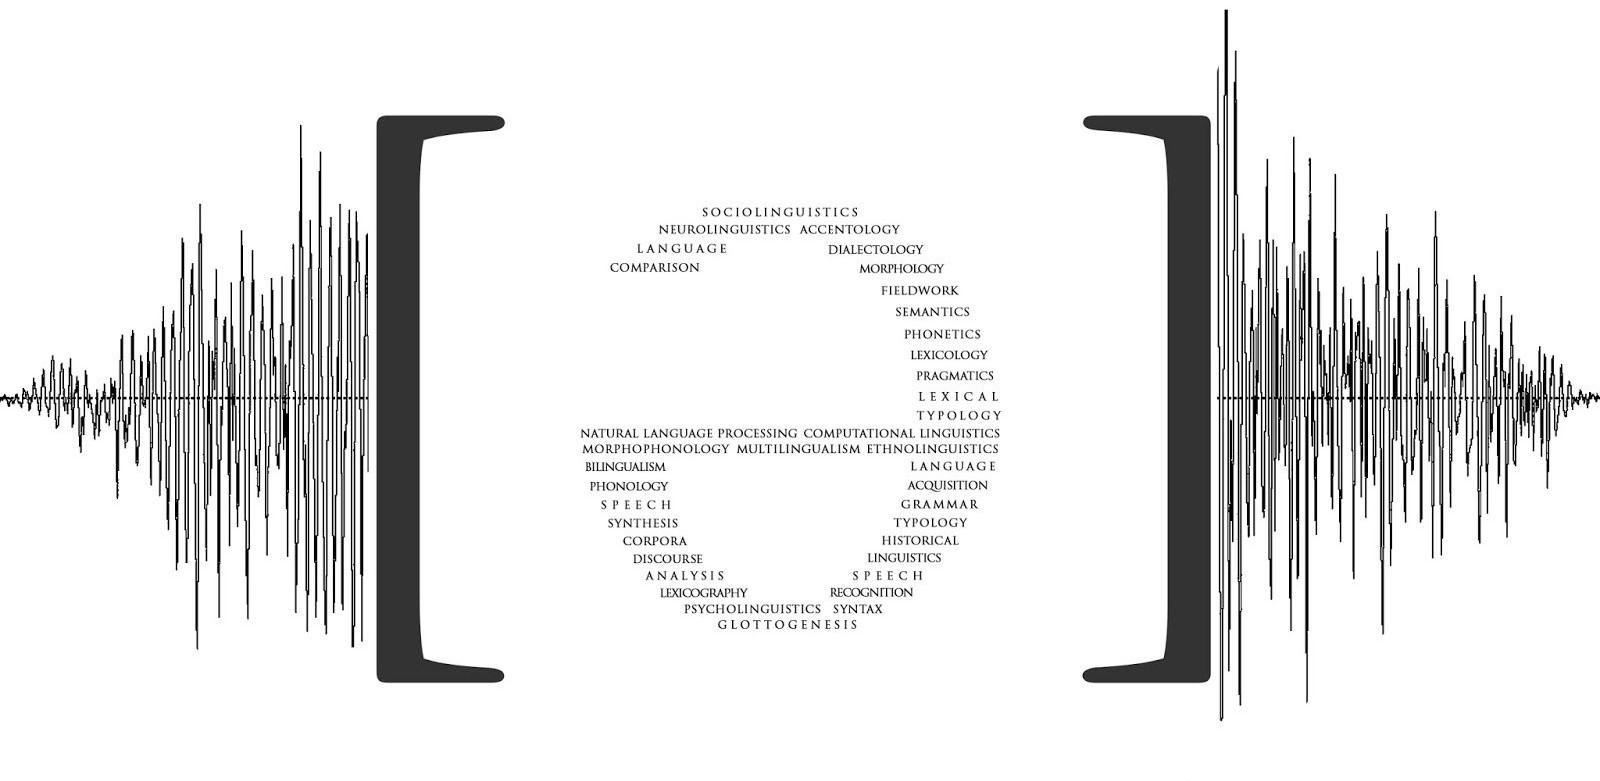 SOCIOLINGUISTICS
NEUROLINGUISTICS ACCENTOLOGY
LANGUAGE DIALECTOLOGY
COMPARISON MORPHOLOGY
FIELDWORK
SEMANTICS
PHONETICS
LEXICOLOGY
PRAGMATICS
LEXICAL
TYPOLOGY
NATURAL LANGUAGE PROCESSING COMPUTATIONAL LINGUISTICS
MORPHOPHONOLOGY MULTILINGUALISM ETHNOLINGUISTICS
BILINGUALISM LANGUAGE
PHONOLOGY ACQUISITION
SPEECH GRAMMAR
SYNTHESIS TYPOLOGY
CORPORA HISTORICAL
DISCOURSE LINGUISTICS
ANALYSIS SPEECH
LEXICOGRAPHY RECOGNITION
PSYCHOLINGUISTICS SYNTAX
GLOTTOGENESIS